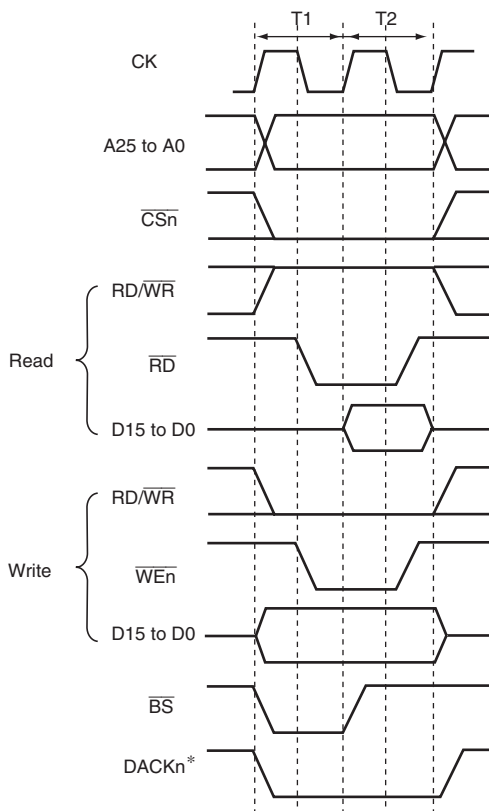 T1 T2
CK
A25 to A0
CSn
RD/WR
Read
RD
D15 to D0
RD/WR
Write
WEn
D15 to D0
BS
DACKn*